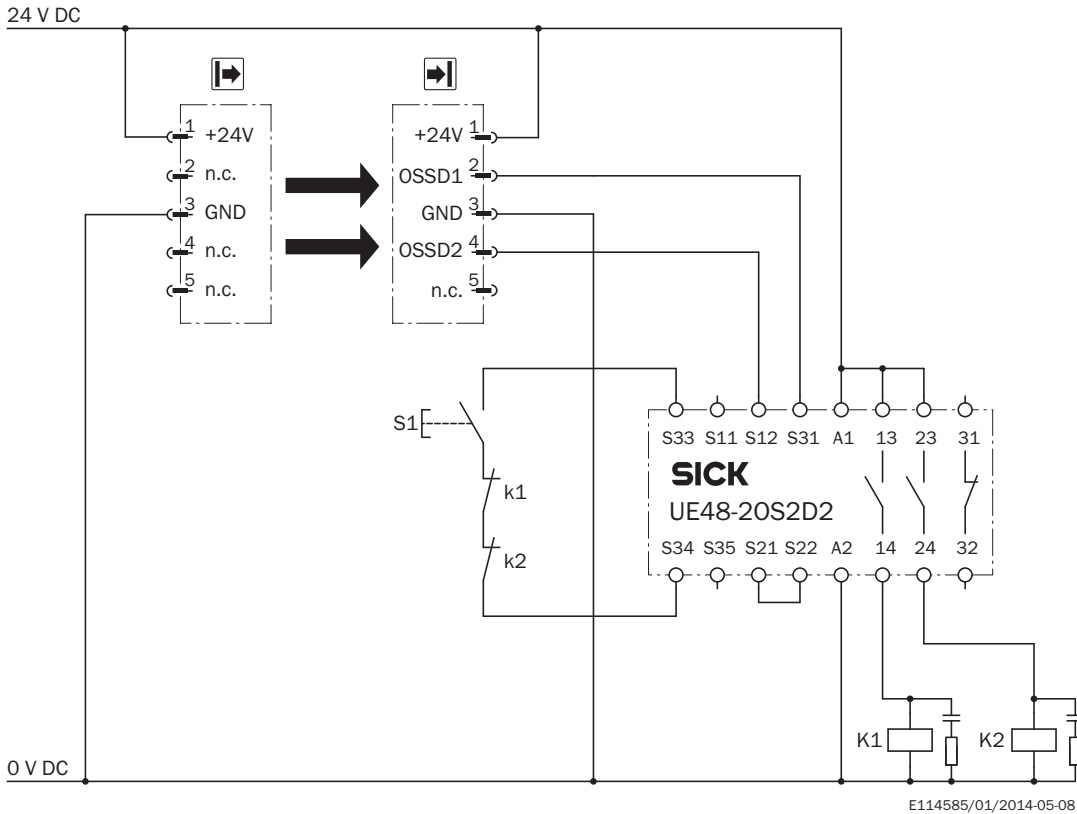 24 V DC
1 +24V
2 n.c.
3 GND
4 n.c.
5 n.c.
+24V 1
OSSD1 2
GND 3
OSSD2 4
n.c. 5
S1
k1
k2
S33 S11 S12 S31 A1 13 23 31
SICK
UE48-20S2D2
S34 S35 S21 S22 A2 14 24 32
K1
K2
0 V DC
E114585/01/2014-05-08